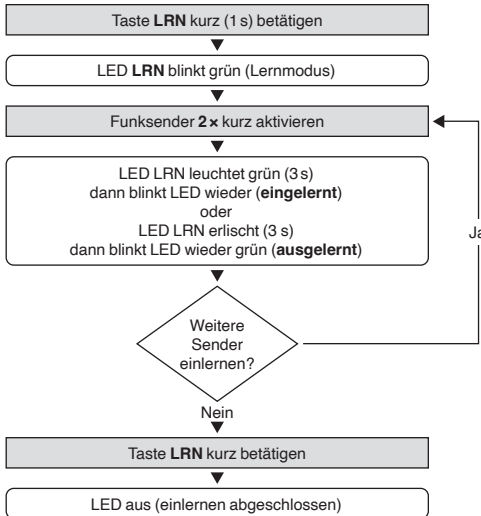 Taste LRN kurz (1 s) betätigen
LED LRN blinkt grün (Lernmodus)
Funksender 2 × kurz aktivieren
LED LRN leuchtet grün (3 s)
dann blinkt LED wieder (eingelernt)
oder
LED LRN erlischt (3 s)
dann blinkt LED wieder grün (ausgelernt)
Ja
Weitere
Sender
einlernen?
Nein
Taste LRN kurz betätigen
LED aus (einlernen abgeschlossen)